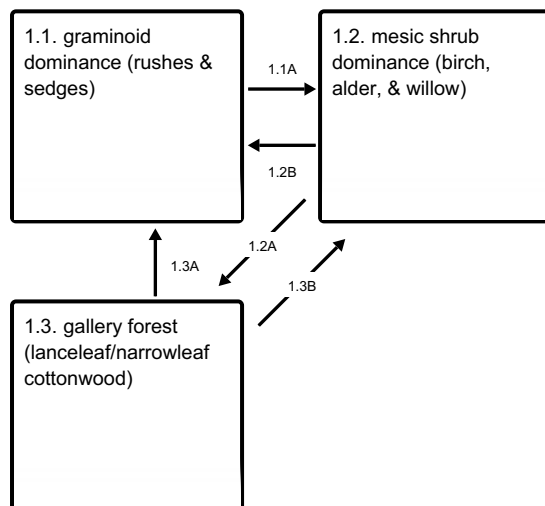 1.1. graminoid
dominance (rushes &
sedges)
1.1A
1.2. mesic shrub
dominance (birch,
alder, & willow)
1.2B
1.2A
1.3A
1.3B
1.3. gallery forest
(lanceleaf/narrowleaf
cottonwood)